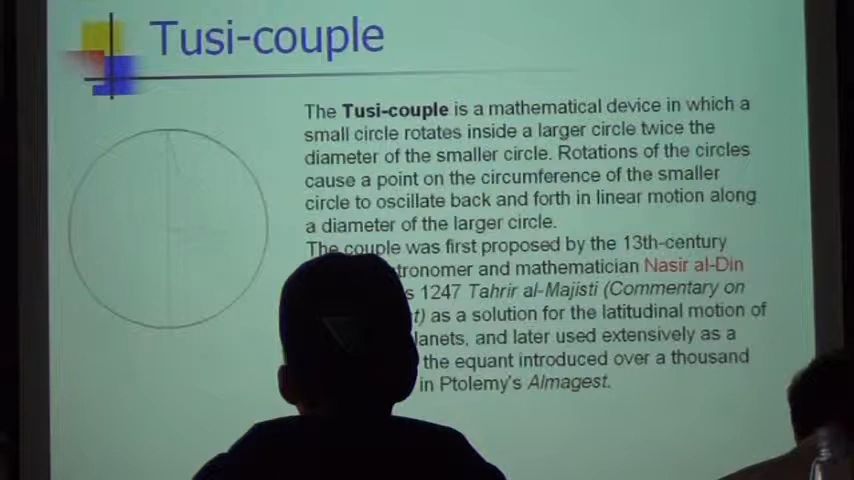 Tusi-couple
The Tusi-couple is a mathematical device in which a
small circle rotates inside a larger circle twice the
diameter of the smaller circle. Rotations of the circles
cause a point on the circumference of the smaller
circle to oscillate back and forth in linear motion along
a diameter of the larger circle.
The couple was first proposed by the 13th-century
tronomer and mathematician Nasir al-Din
s 1247 Tahrir al-Majisti (Commentary on
t) as a solution for the latitudinal motion of
lanets, and later used extensively as a
the equant introduced over a thousand
in Ptolemy's Almagest.